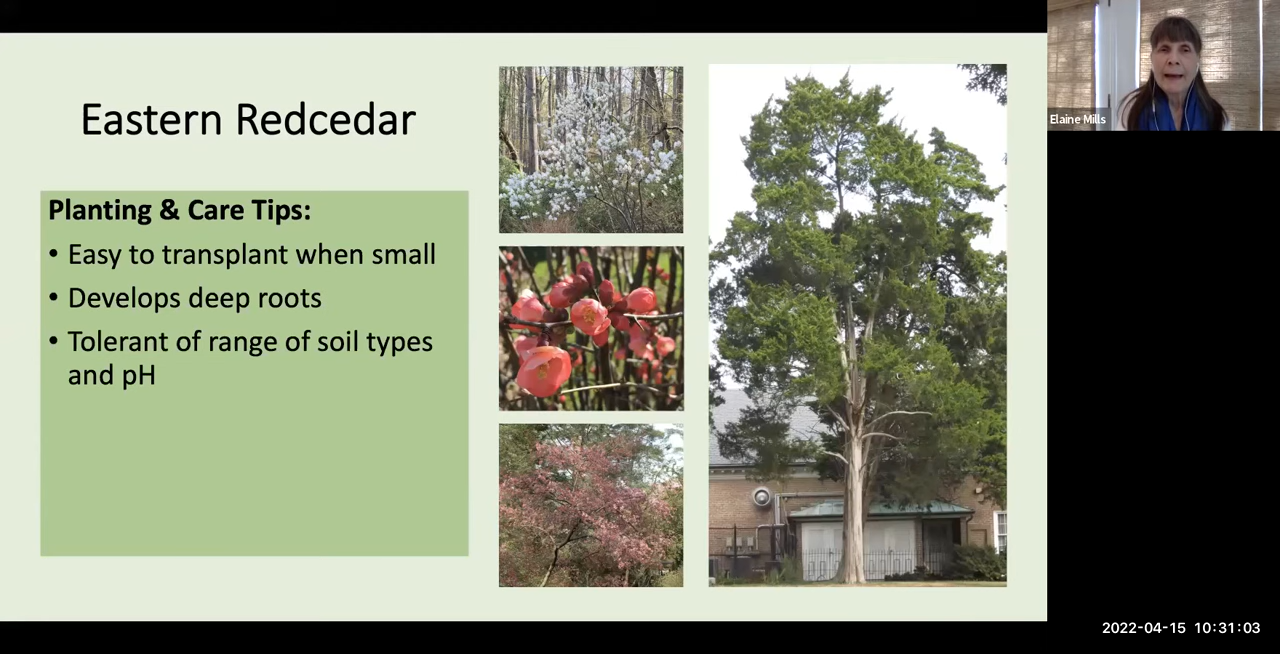 Eastern Redcedar
Planting & Care Tips:
• Easy to transplant when small
• Develops deep roots
• Tolerant of range of soil types
and pH
Elaine Mills
2022-04-15 10:31:03